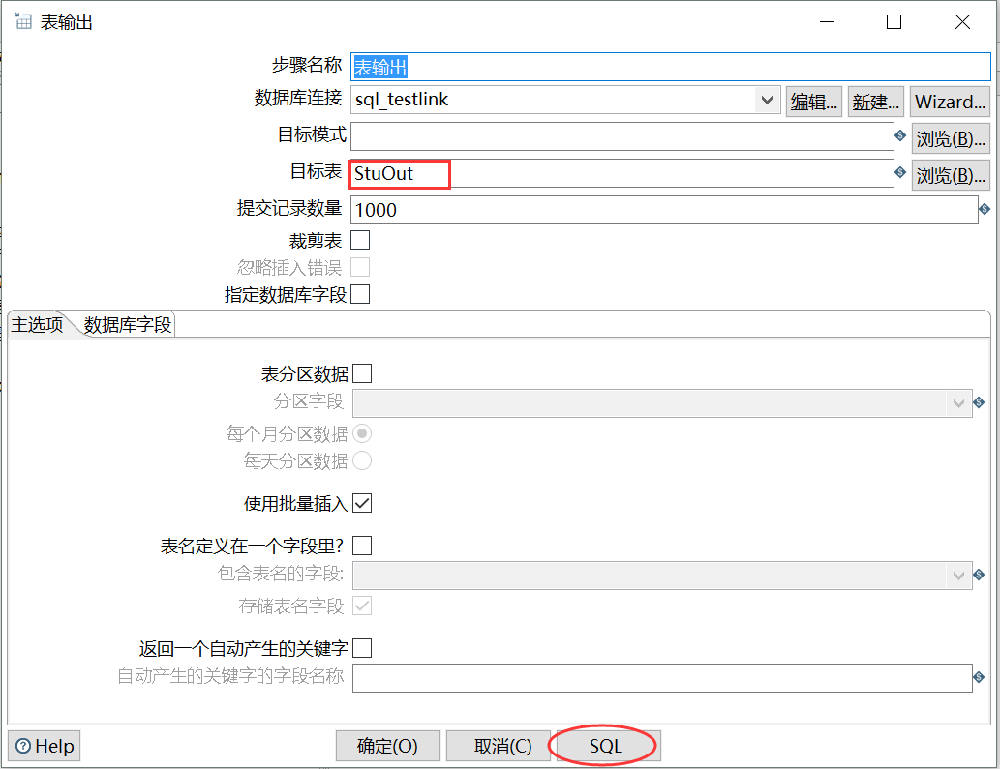 表输出
步骤名称 表输出
数据库连接 sql_testlink 编辑... 新建... Wizard...
目标模式 浏览(B)...
目标表 StuOut 浏览(B)...
提交记录数量 1000
裁剪表
忽略插入错误
指定数据库字段
主选项 数据库字段
表分区数据
分区字段
每个月分区数据
每天分区数据
使用批量插入
表名定义在一个字段里?
包含表名的字段:
存储表名字段
返回一个自动产生的关键字
自动产生的关键字的字段名称
Help 确定(O) 取消(C) SQL